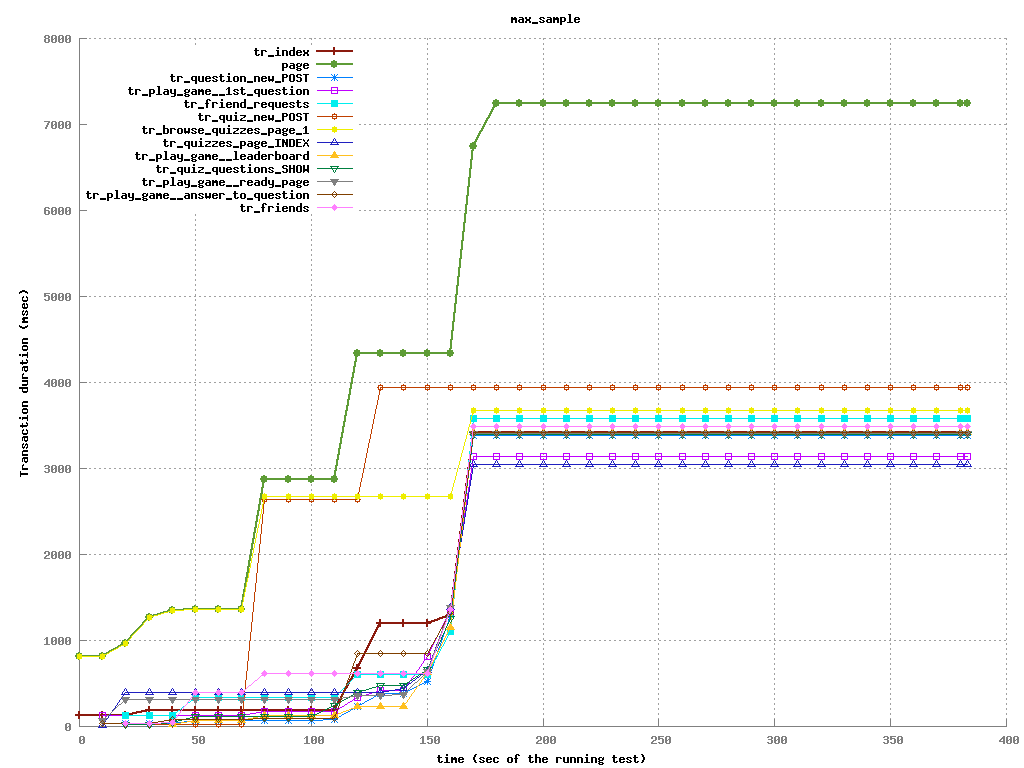 max_sample
8000
7000
6000
5000
4000
3000
2000
1000
0
Transaction duration (msec)
tr_index
page
tr_question_new_POST
tr_play_game__1st_question
tr_friend_requests
tr_quiz_new_POST
tr_browse_quizzes_page_1
tr_quizzes_page_INDEX
tr_play_game__leaderboard
tr_quiz_questions_SHOW
tr_play_game__ready_page
tr_play_game__answer_to_question
tr_friends
0 50 100 150 200 250 300 350 400
time (sec of the running test)